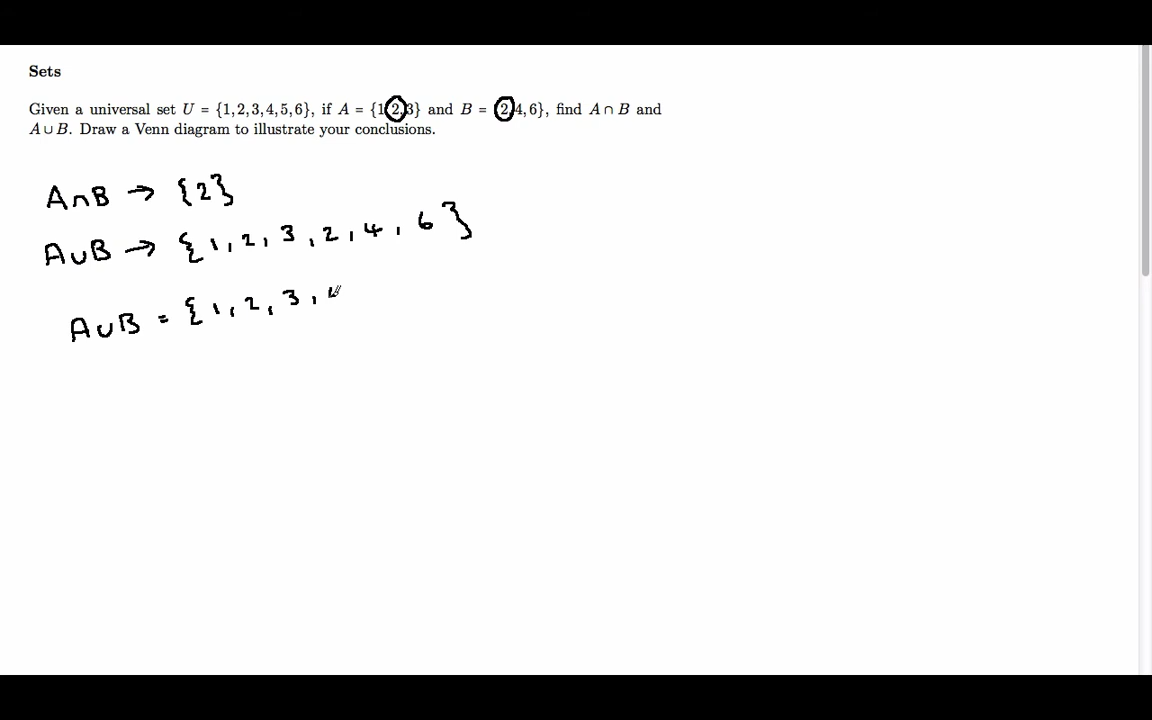 Sets
Given a universal set U = {1, 2, 3, 4, 5, 6}, if A = {1, 2, 3} and B = {2, 4, 6}, find A ∩ B and
A ∪ B. Draw a Venn diagram to illustrate your conclusions.
A∩B → {2}
A∪B → {1, 2, 3, 2, 4, 6}
A∪B = {1, 2, 3, 4